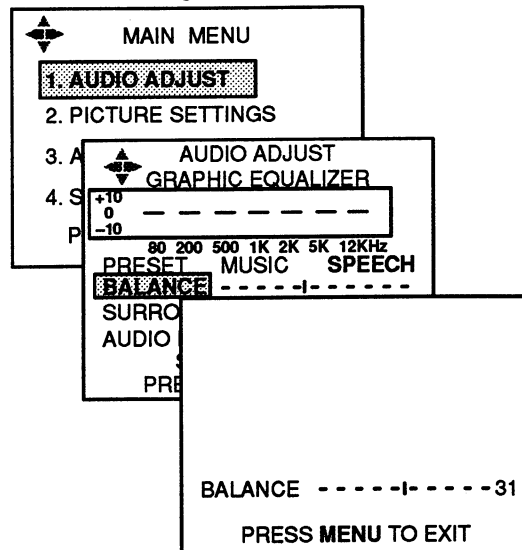 MAIN MENU
1. AUDIO ADJUST
2. PICTURE SETTINGS
3. A
4. S
P
AUDIO ADJUST
GRAPHIC EQUALIZER
+10
0
-10
80 200 500 1K 2K 5K 12KHz
PRESET MUSIC SPEECH
BALANCE - - - - - -I- - - - - -
SURRO
AUDIO
PRE
BALANCE - - - - - -I- - - - - -31
PRESS MENU TO EXIT